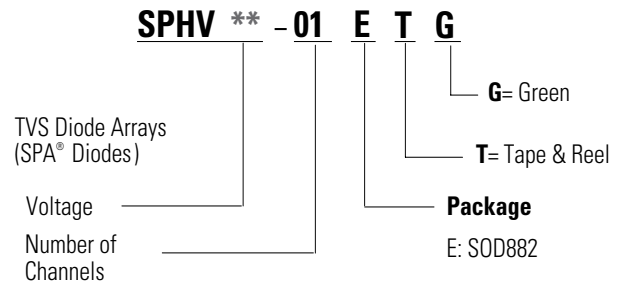 SPHV ** – 01 E T G
G= Green
TVS Diode Arrays
(SPA® Diodes)
T= Tape & Reel
Voltage
Package
Number of
Channels
E: SOD882